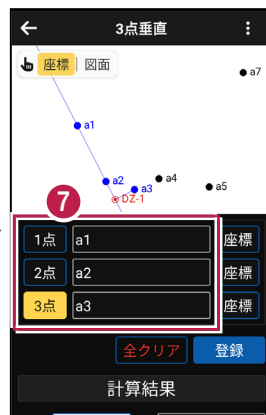 3点垂直
座標 図面
a7
a1
a2
a3
a4
a5
DZ-1
7
1点 a1 座標
2点 a2 座標
3点 a3 座標
全クリア 登録
計算結果